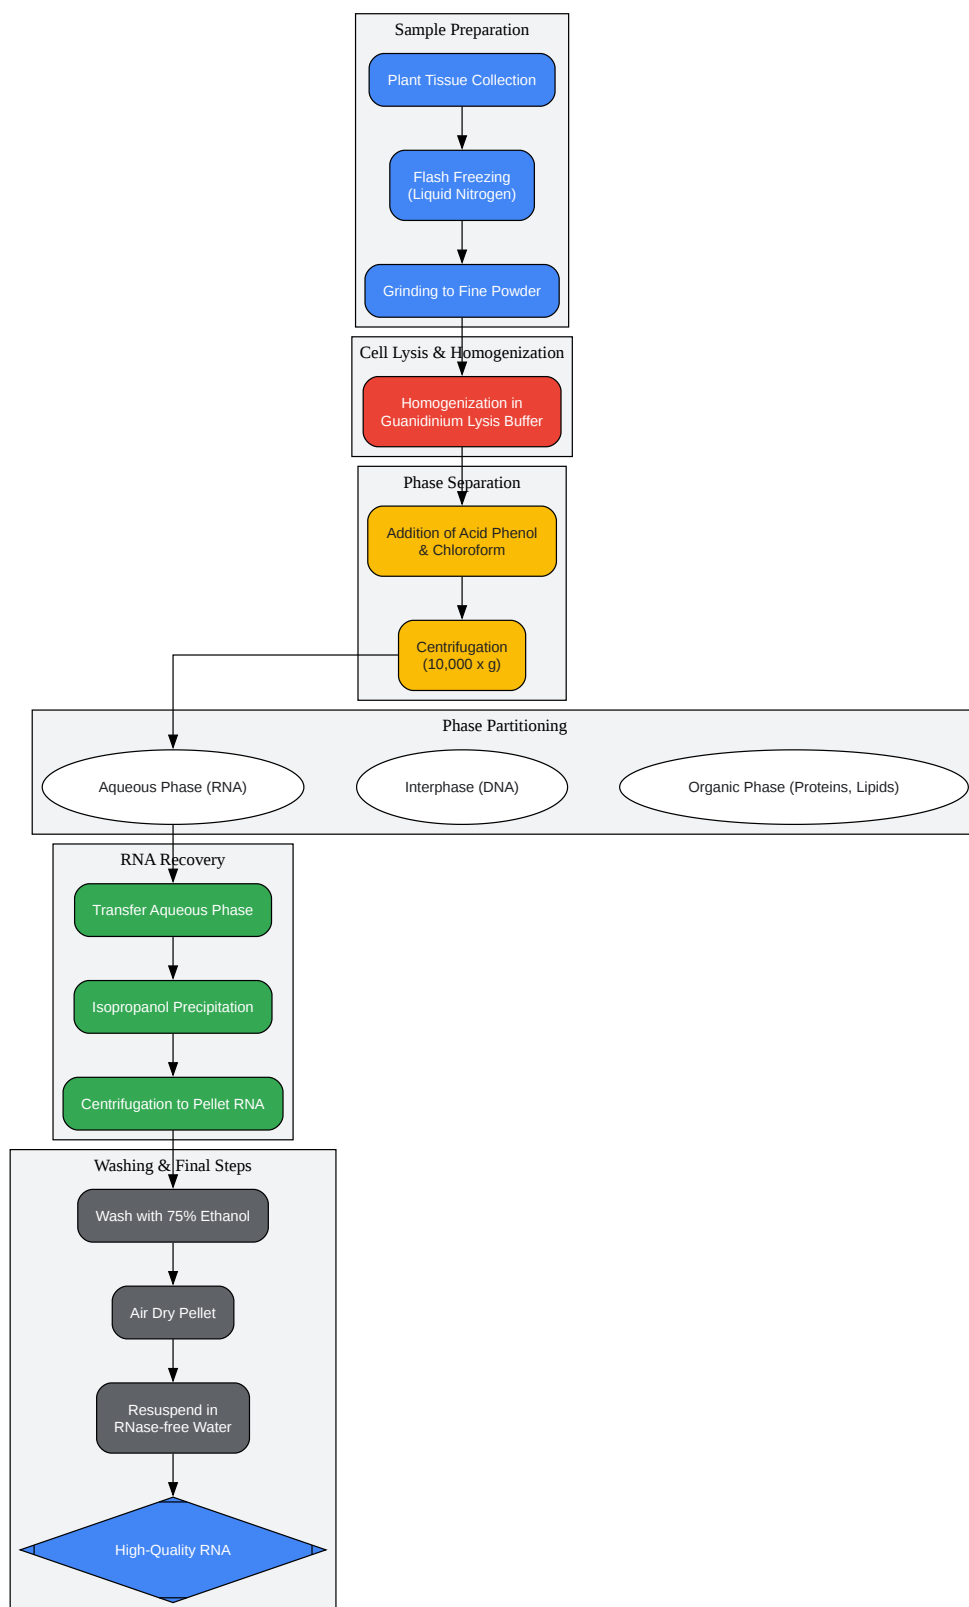 Sample Preparation
Plant Tissue Collection
Flash Freezing
(Liquid Nitrogen)
Grinding to Fine Powder
Cell Lysis & Homogenization
Homogenization in
Guanidinium Lysis Buffer
Phase Separation
Addition of Acid Phenol
& Chloroform
Centrifugation
(10,000 x g)
Phase Partitioning
Aqueous Phase (RNA)
Interphase (DNA)
Organic Phase (Proteins, Lipids)
RNA Recovery
Transfer Aqueous Phase
Isopropanol Precipitation
Centrifugation to Pellet RNA
Washing & Final Steps
Wash with 75% Ethanol
Air Dry Pellet
Resuspend in
RNase-free Water
High-Quality RNA